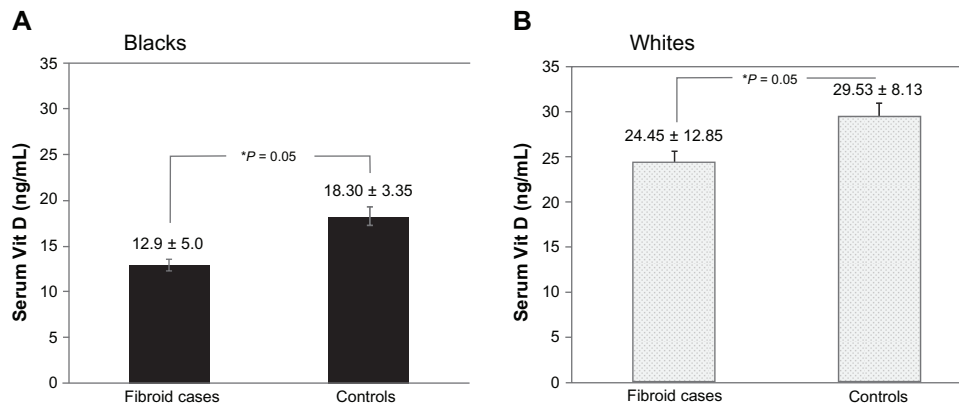 A
Blacks
35
30
25
20
15
10
5
0
Serum Vit D (ng/mL)
*P = 0.05
18.30 ± 3.35
12.9 ± 5.0
Fibroid cases
Controls
B
Whites
35
30
25
20
15
10
5
0
Serum Vit D (ng/mL)
*P = 0.05
29.53 ± 8.13
24.45 ± 12.85
Fibroid cases
Controls